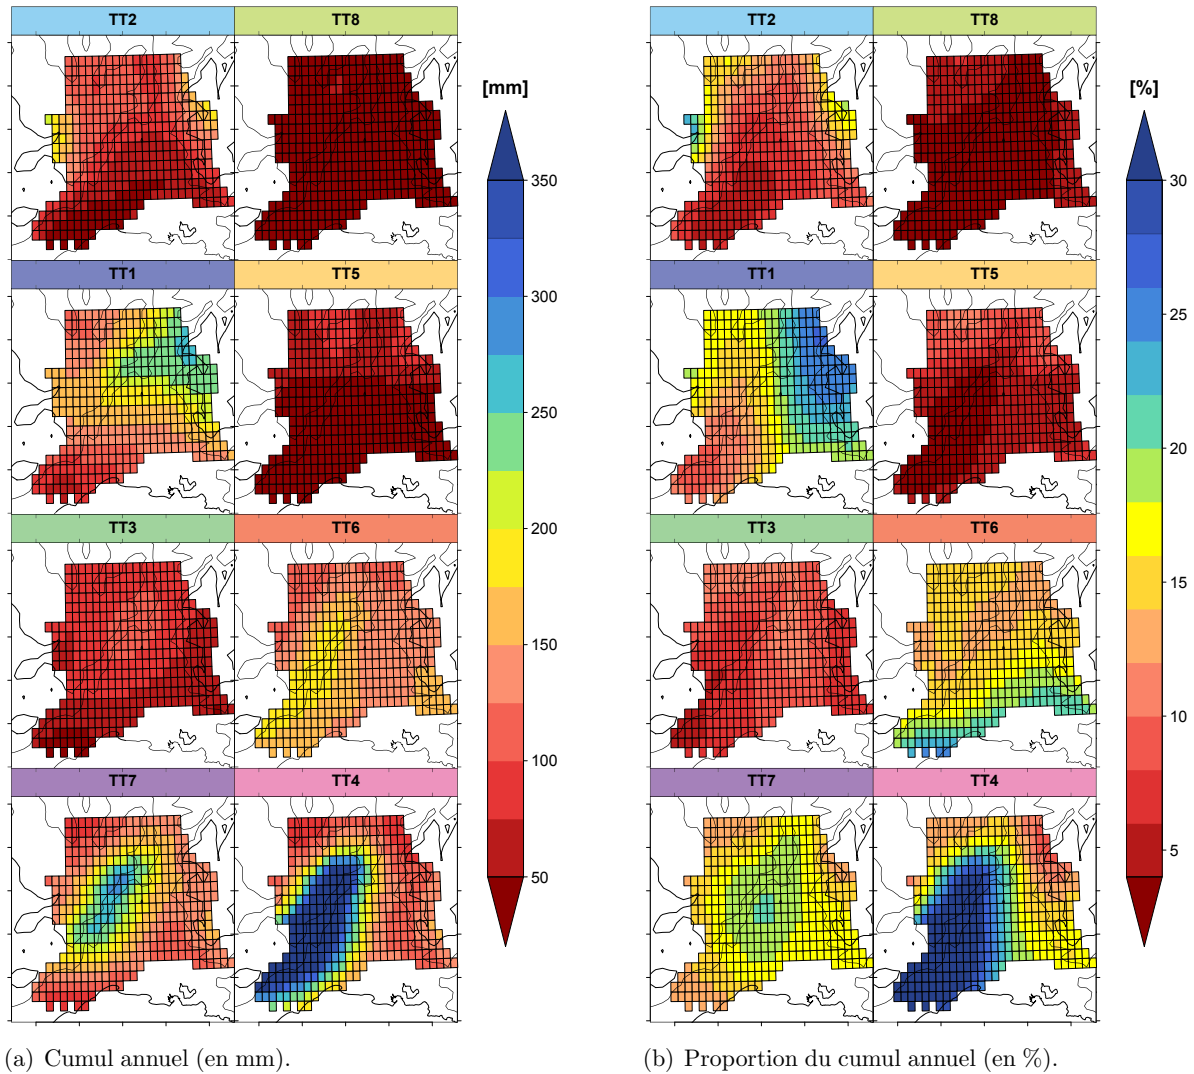 TT2 TT8
[mm]
350
300
250
200
150
100
50
TT1 TT5
TT3 TT6
TT7 TT4
(a) Cumul annuel (en mm).
TT2 TT8
[%]
30
25
20
15
10
5
TT1 TT5
TT3 TT6
TT7 TT4
(b) Proportion du cumul annuel (en %).